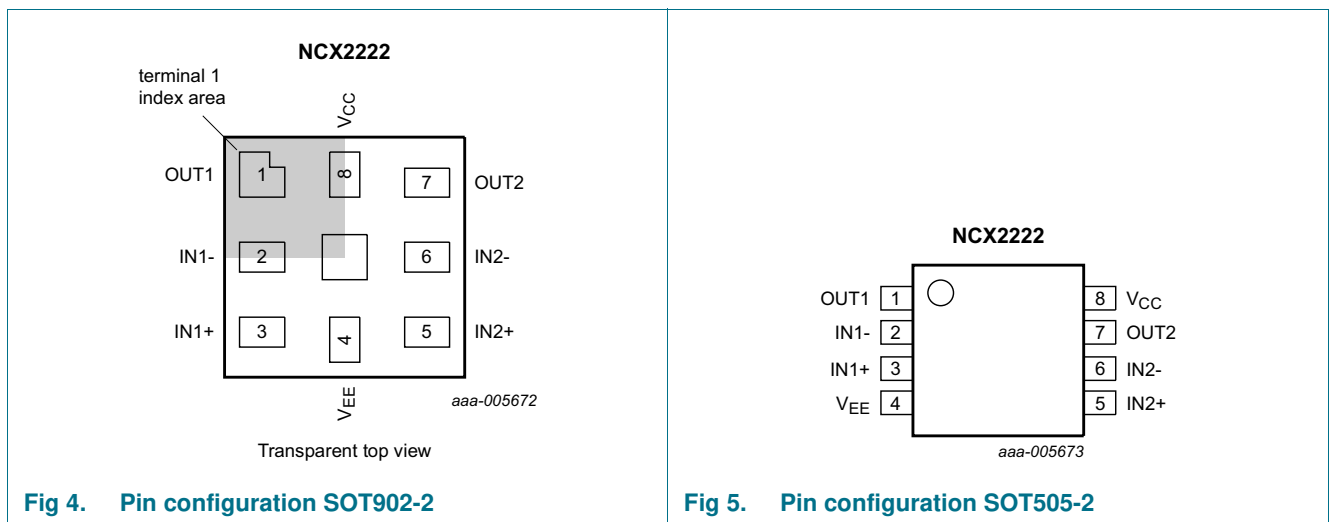 NCX2222
terminal 1
index area
VCC
OUT1 1 8 7 OUT2
IN1- 2 6 IN2-
IN1+ 3 4 5 IN2+
VEE
aaa-005672
Transparent top view
Fig 4. Pin configuration SOT902-2
NCX2222
OUT1 1 8 VCC
IN1- 2 7 OUT2
IN1+ 3 6 IN2-
VEE 4 5 IN2+
aaa-005673
Fig 5. Pin configuration SOT505-2